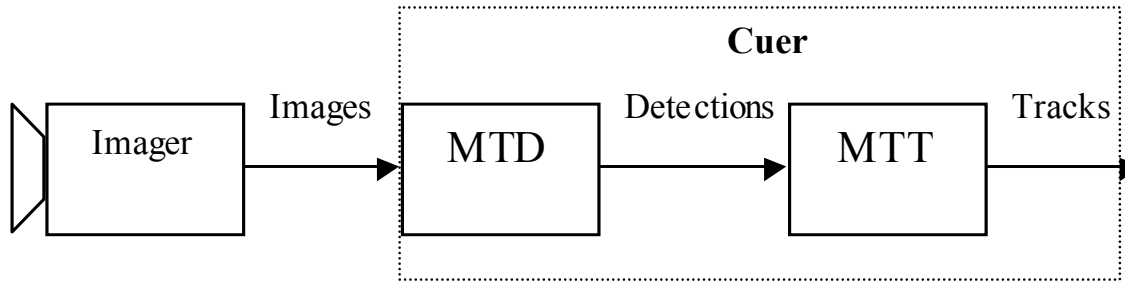 Cuer
Images
Detections
Tracks
Imager
MTD
MTT